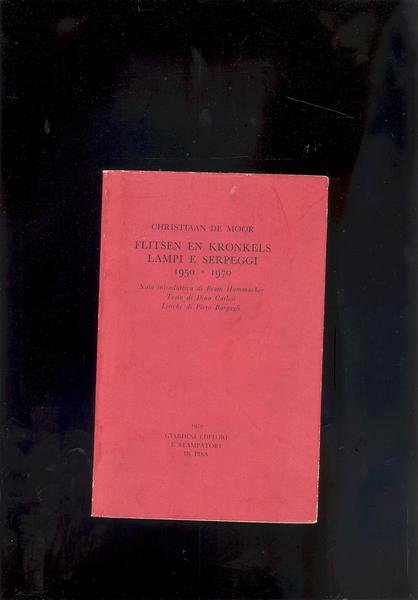 CHRISTIAAN DE MOOR
FLITSEN EN KRONKELS
LAMPI E SERPEGGI
1950 - 1970
Nota introduttiva di Bram Hammacher
Testo di Dino Carlesi
Liriche di Piero Bargagli
1970
GIARDINI EDITORI
E STAMPATORI
IN PISA